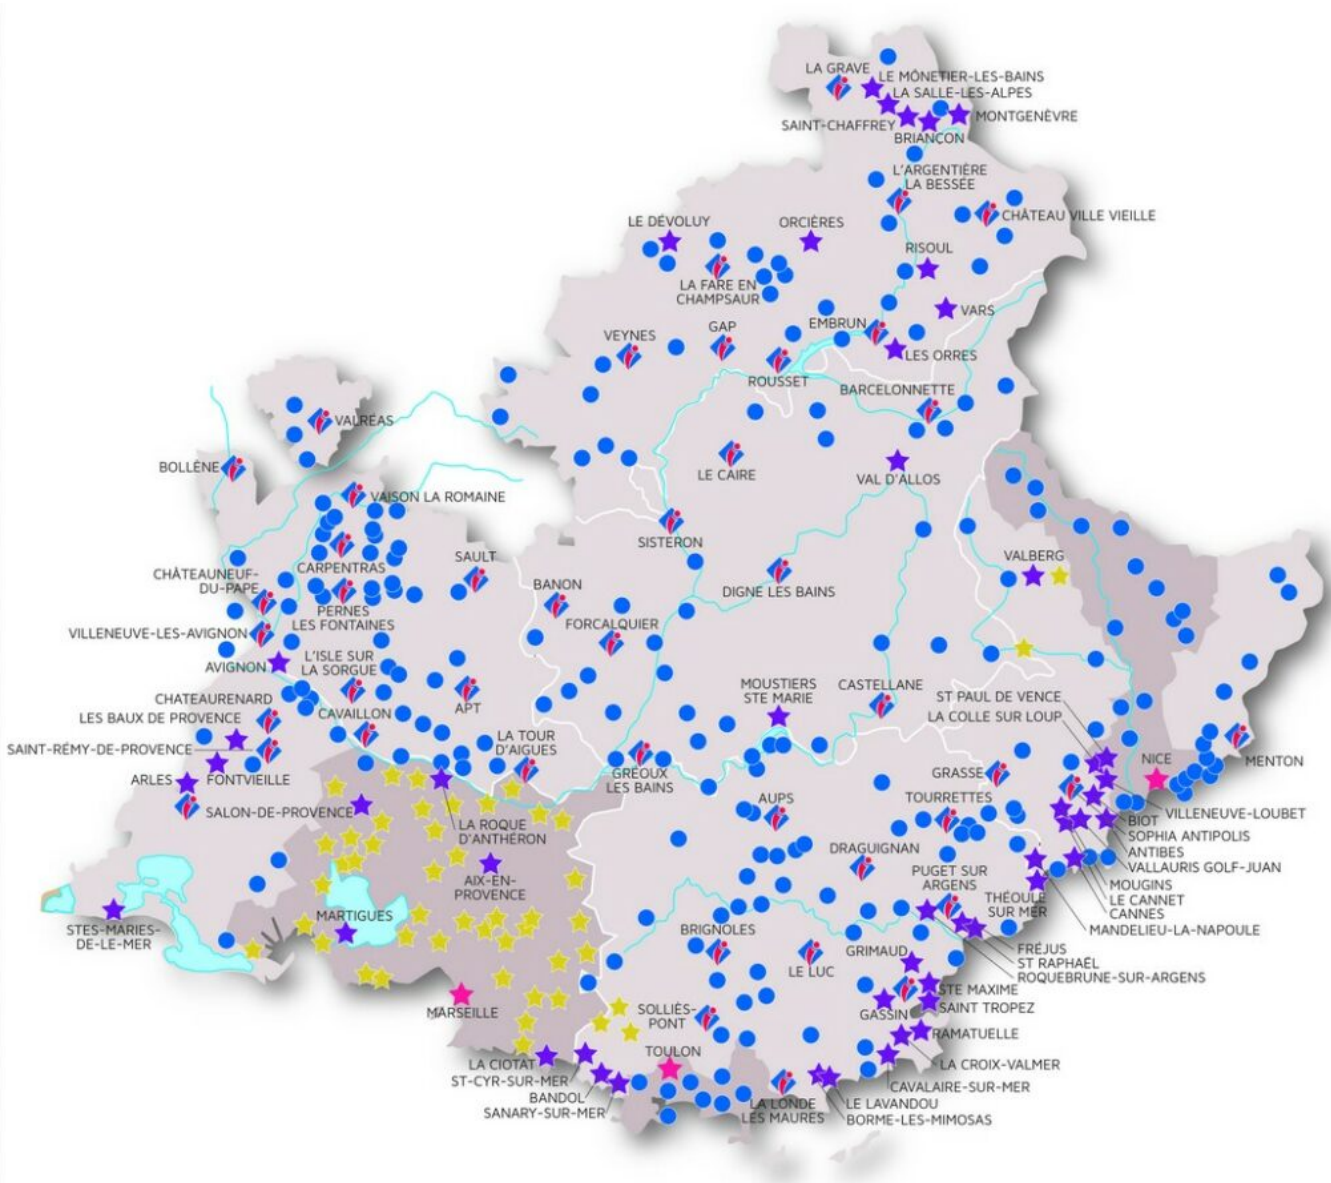 LA GRAVE
LE MÔNETIER-LES-BAINS
LA SALLE-LES-ALPES
SAINT-CHAFFREY
MONTGENÈVRE
BRIANÇON
L'ARGENTIÈRE
LA BESSÉE
CHÂTEAU VILLE VIEILLE
LE DÉVOLUY
ORCIÈRES
RISOUL
LA FARE EN
CHAMPSAUR
VARS
VEYNES
GAP
EMBRUN
LES ORRES
ROUSSET
BARCELONNETTE
VALRÉAS
BOLLÈNE
LE CAIRE
VAL D'ALLOS
VAISON LA ROMAINE
SISTERON
CARPENTRAS
SAULT
VALBERG
CHÂTEAUNEUF-
DU-PAPE
BANON
DIGNE LES BAINS
PERNES
LES FONTAINES
FORCALQUIER
VILLENEUVE-LES-AVIGNON
AVIGNON
L'ISLE SUR
LA SORGUE
MOUSTIERS
STE MARIE
CASTELLANE
ST PAUL DE VENCE
LA COLLE SUR LOUP
CHATEAURENARD
LES BAUX DE PROVENCE
CAVAILLON
APT
LA TOUR
D'AIGUES
SAINT-RÉMY-DE-PROVENCE
GRÉOUX
LES BAINS
GRASSE
NICE
MENTON
ARLES
FONTVIEILLE
SALON-DE-PROVENCE
LA ROQUE
D'ANTHÉRON
AUPS
TOURRETTES
VILLENEUVE-LOUBET
BIOT
SOPHIA ANTIPOLIS
ANTIBES
VALLAURIS GOLF-JUAN
DRAGUIGNAN
PUGET SUR
ARGENS
AIX-EN-
PROVENCE
MOUGINS
LE CANNET
CANNES
THÉOULE
SUR MER
MANDELIEU-LA-NAPOULE
MARTIGUES
STES-MARIES-
DE-LE-MER
BRIGNOLES
LE LUC
GRIMAUD
FRÉJUS
ST RAPHAËL
ROQUEBRUNE-SUR-ARGENS
STE MAXIME
SAINT TROPEZ
GASSIN
MARSEILLE
SOLLIÈS-
PONT
RAMATUELLE
TOULON
LA CIOTAT
LA CROIX-VALMER
ST-CYR-SUR-MER
CAVALAIRE-SUR-MER
BANDOL
LA LONDE
LES MAURES
LE LAVANDOU
SANARY-SUR-MER
BORME-LES-MIMOSAS